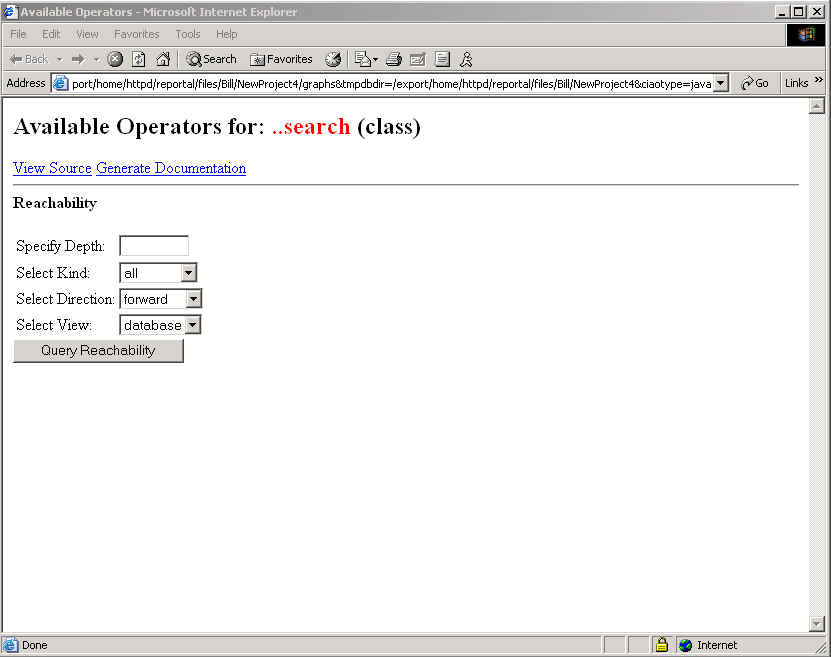 Available Operators - Microsoft Internet Explorer
File Edit View Favorites Tools Help
Back Search Favorites
Address port/home/httpd/reportal/files/Bill/NewProject4/graphs&tmpdbdir=/export/home/httpd/reportal/files/Bill/NewProject4&ciaotype=java Go Links »
Available Operators for: ..search (class)
View Source Generate Documentation
Reachability
Specify Depth:
Select Kind: all
Select Direction: forward
Select View: database
Query Reachability
Done Internet